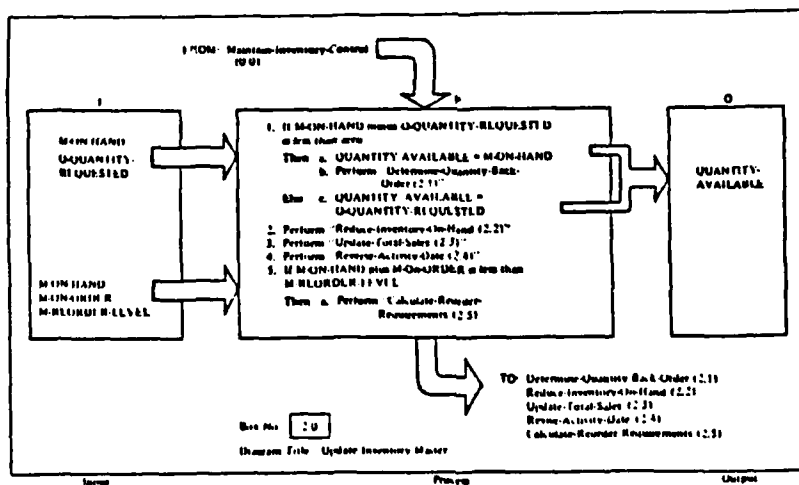 FROM: Maintain-Inventory-Control
(0.0)
I
P
O
M-ON-HAND
O-QUANTITY-
REQUESTED
M-ON-HAND
M-ON-ORDER
M-REORDER-LEVEL
1. If M-ON-HAND minus O-QUANTITY-REQUESTED
is less than zero
Then a. QUANTITY AVAILABLE = M-ON-HAND
b. Perform "Determine-Quantity-Back-
Order (2.1)"
Else c. QUANTITY AVAILABLE =
O-QUANTITY-REQUESTED
2. Perform "Reduce-Inventory-On-Hand (2.2)"
3. Perform "Update-Total-Sales (2.3)"
4. Perform "Revise-Activity-Date (2.4)"
5. If M-ON-HAND plus M-On-ORDER is less than
M-REORDER-LEVEL
Then a. Perform "Calculate-Reorder-
Requirements (2.5)
QUANTITY-
AVAILABLE
TO: Determine-Quantity Back-Order (2.1)
Reduce-Inventory-On-Hand (2.2)
Update-Total-Sales (2.3)
Revise-Activity-Date (2.4)
Calculate-Reorder Requirements (2.5)
Box No 2.0
Diagram Title Update Inventory Master
Input
Process
Output